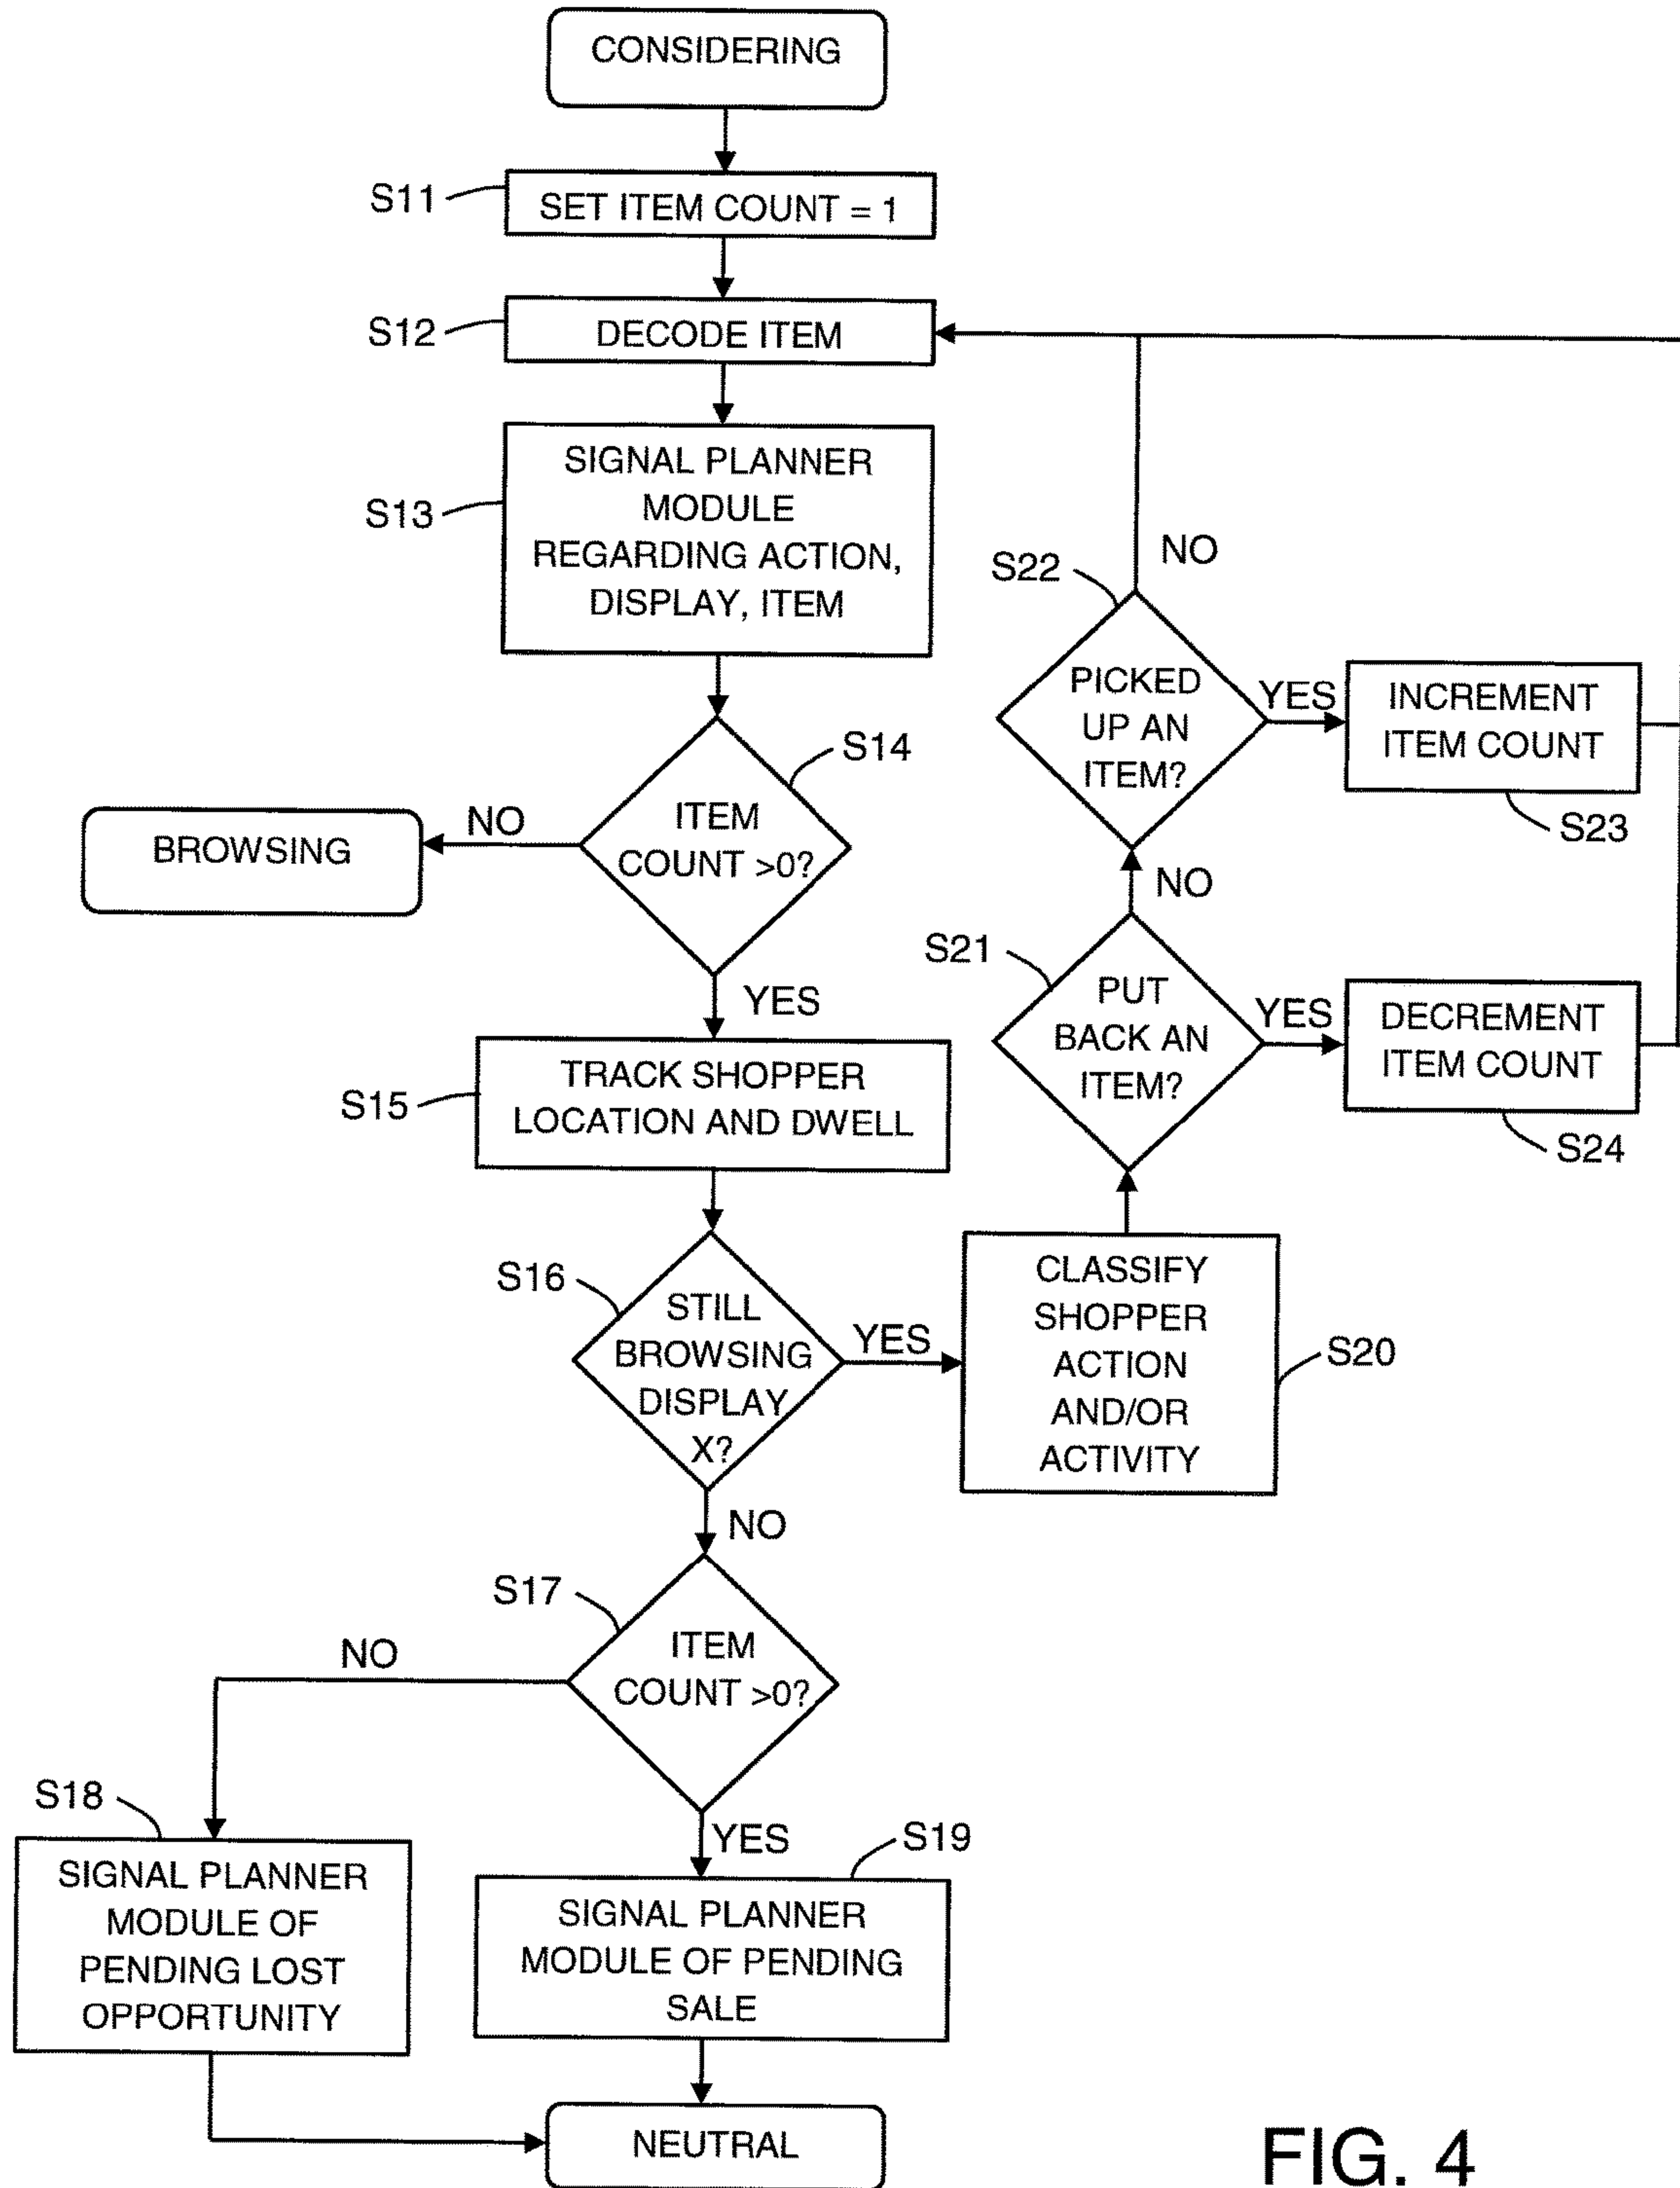 CONSIDERING
S11
SET ITEM COUNT = 1
S12
DECODE ITEM
S13
SIGNAL PLANNER
MODULE
REGARDING ACTION,
DISPLAY, ITEM
S14
ITEM
COUNT >0?
NO
BROWSING
YES
S15
TRACK SHOPPER
LOCATION AND DWELL
S16
STILL
BROWSING
DISPLAY
X?
YES
NO
S17
ITEM
COUNT >0?
NO
YES
S18
SIGNAL PLANNER
MODULE OF
PENDING LOST
OPPORTUNITY
S19
SIGNAL PLANNER
MODULE OF PENDING
SALE
NEUTRAL
CLASSIFY
SHOPPER
ACTION
AND/OR
ACTIVITY
S20
S21
PUT
BACK AN
ITEM?
YES
DECREMENT
ITEM COUNT
S24
NO
S22
PICKED
UP AN
ITEM?
NO
YES
INCREMENT
ITEM COUNT
S23
FIG. 4